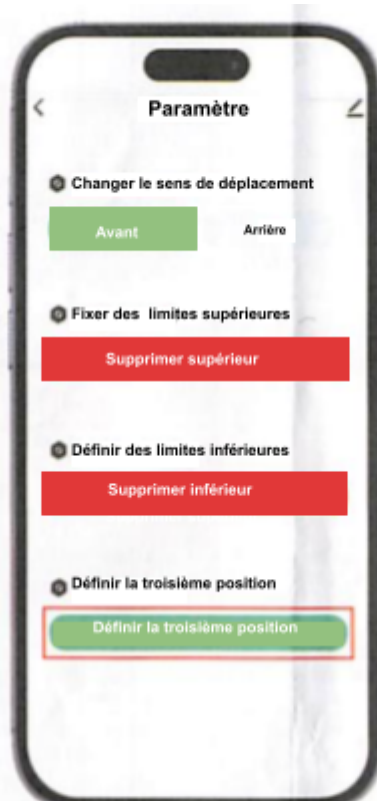 Paramètre
Changer le sens de déplacement
Avant
Arrière
Fixer des limites supérieures
Supprimer supérieur
Définir des limites inférieures
Supprimer inférieur
Définir la troisième position
Définir la troisième position